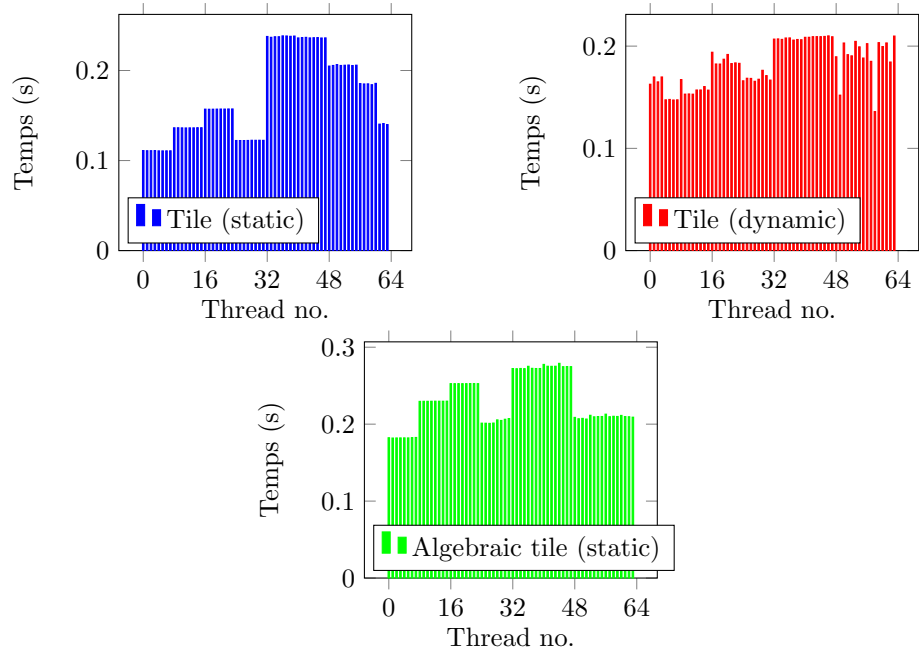 0.2
0.1
0
Temps (s)
Tile (static)
0 16 32 48 64
Thread no.
0.2
0.1
0
Temps (s)
Tile (dynamic)
0 16 32 48 64
Thread no.
0.3
0.2
0.1
0
Temps (s)
Algebraic tile (static)
0 16 32 48 64
Thread no.